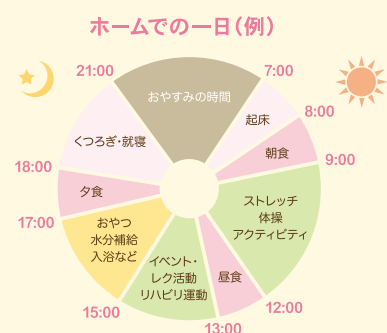 ホームでの一日（例）
おやすみの時間
7:00
起床
8:00
朝食
9:00
ストレッチ
体操
アクティビティ
12:00
昼食
13:00
イベント・
レク活動
リハビリ運動
15:00
おやつ
水分補給
入浴など
17:00
夕食
18:00
くつろぎ・就寝
21:00